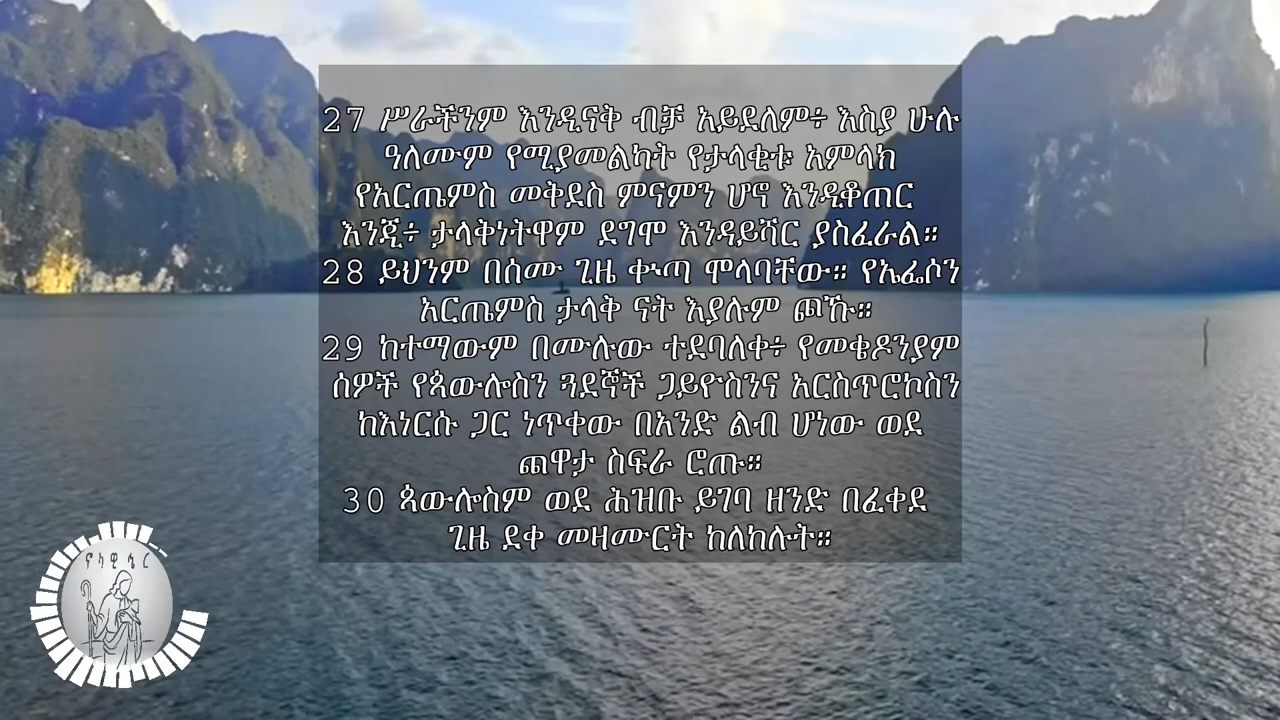 27 ሥራችንም እንዲናቅ ብቻ አይደለም፥ እስያ ሁሉ
ዓለሙም የሚያመልካት የታላቂቱ አምላክ
የአርጤምስ መቅደስ ምናምን ሆኖ እንዲቆጠር
እንጂ፥ ታላቅነትዋም ደግሞ እንዳይሻር ያስፈራል።
28 ይህንም በሰሙ ጊዜ ቍጣ ሞላባቸው። የኤፌሶን
አርጤምስ ታላቅ ናት እያሉም ጮኹ።
29 ከተማውም በሙሉው ተደባለቀ፥ የመቄዶንያም
ሰዎች የጳውሎስን ጓደኞች ጋይዮስንና አርስጥሮኮስን
ከእነርሱ ጋር ነጥቀው በአንድ ልብ ሆነው ወደ
ጨዋታ ስፍራ ሮጡ።
30 ጳውሎስም ወደ ሕዝቡ ይገባ ዘንድ በፈቀደ
ጊዜ ደቀ መዛሙርት ከለከሉት።
ኖላዊ ኄር